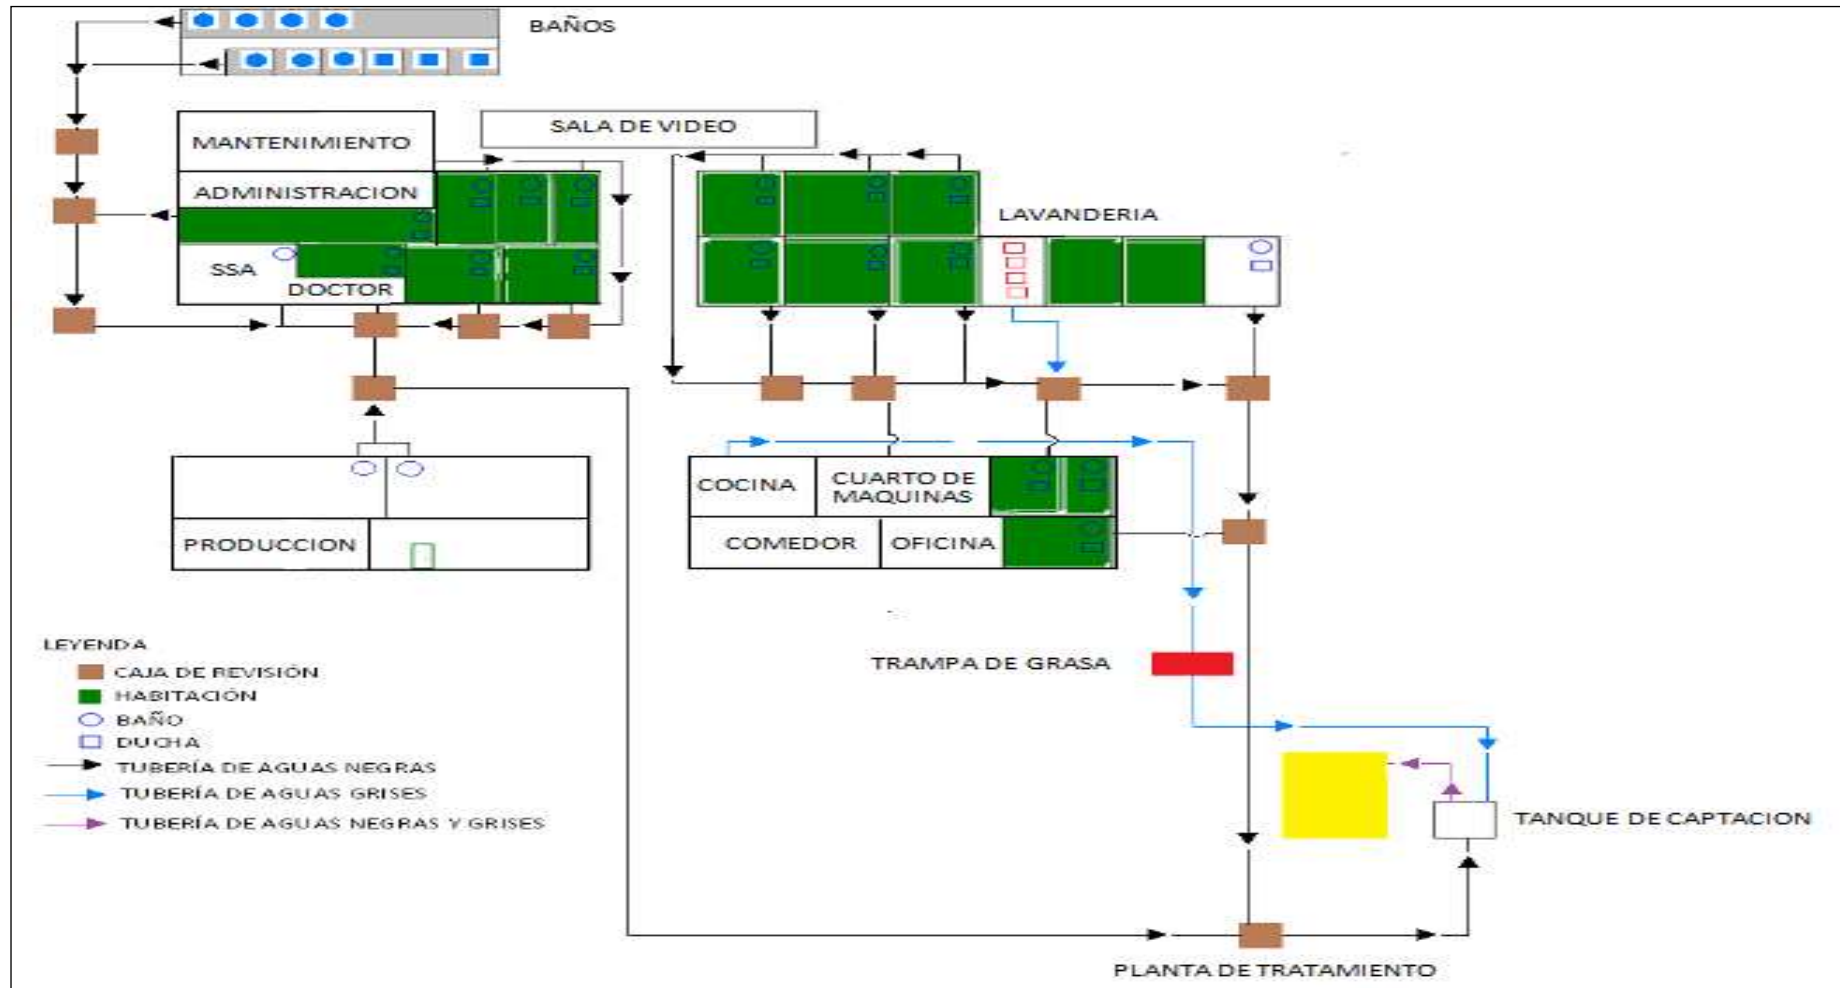 BAÑOS
SALA DE VIDEO
MANTENIMIENTO
ADMINISTRACION
LAVANDERIA
SSA
DOCTOR
COCINA
CUARTO DE
MAQUINAS
PRODUCCION
COMEDOR
OFICINA
LEYENDA
CAJA DE REVISIÓN
HABITACIÓN
BAÑO
DUCHA
TUBERÍA DE AGUAS NEGRAS
TUBERÍA DE AGUAS GRISES
TUBERÍA DE AGUAS NEGRAS Y GRISES
TRAMPA DE GRASA
TANQUE DE CAPTACION
PLANTA DE TRATAMIENTO